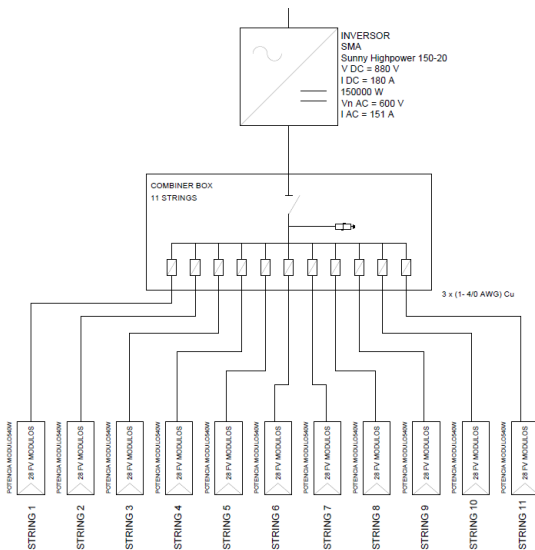 INVERSOR
SMA
Sunny Highpower 150-20
V DC = 880 V
I DC = 180 A
150000 W
Vn AC = 600 V
I AC = 151 A
COMBINER BOX
11 STRINGS
3 x (1- 4/0 AWG) Cu
POTENCIA MODULO540W
28 FV MODULOS
POTENCIA MODULO540W
28 FV MODULOS
POTENCIA MODULO540W
28 FV MODULOS
POTENCIA MODULO540W
28 FV MODULOS
POTENCIA MODULO540W
28 FV MODULOS
POTENCIA MODULO540W
28 FV MODULOS
POTENCIA MODULO540W
28 FV MODULOS
POTENCIA MODULO540W
28 FV MODULOS
POTENCIA MODULO540W
28 FV MODULOS
POTENCIA MODULO540W
28 FV MODULOS
POTENCIA MODULO540W
28 FV MODULOS
STRING 1
STRING 2
STRING 3
STRING 4
STRING 5
STRING 6
STRING 7
STRING 8
STRING 9
STRING 10
STRING 11